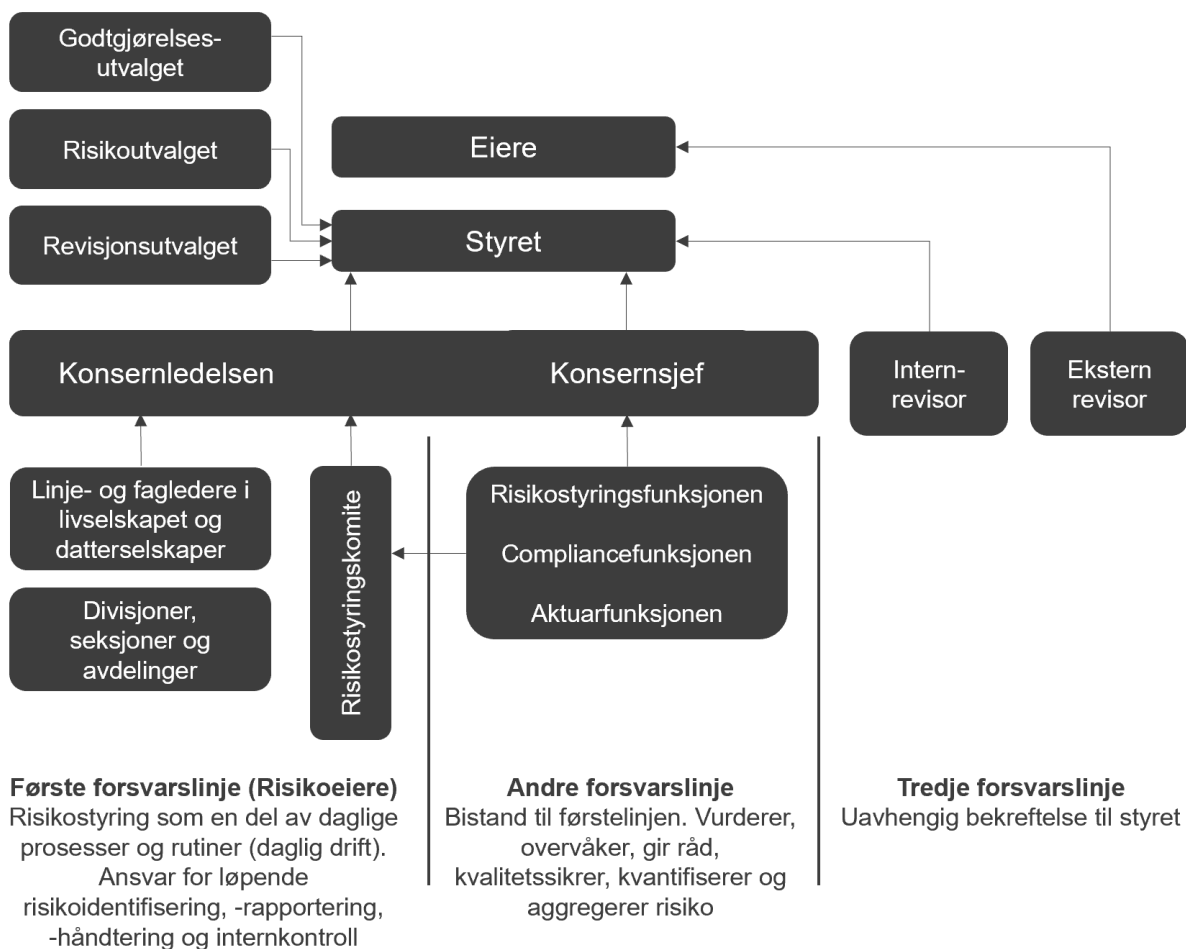 Godtgjørelses-
utvalget
Risikoutvalget
Revisjonsutvalget
Eiere
Styret
Konsernledelsen
Konsernsjef
Intern-
revisor
Ekstern
revisor
Linje- og fagledere i
livselskapet og
datterselskaper
Divisjoner,
seksjoner og
avdelinger
Risikostyringskomite
Risikostyringsfunksjonen
Compliancefunksjonen
Aktuarfunksjonen
Første forsvarslinje (Risikoeiere)
Risikostyring som en del av daglige
prosesser og rutiner (daglig drift).
Ansvar for løpende
risikoidentifisering, -rapportering,
-håndtering og internkontroll
Andre forsvarslinje
Bistand til førstelinjen. Vurderer,
overvåker, gir råd,
kvalitetssikrer, kvantifiserer og
aggregerer risiko
Tredje forsvarslinje
Uavhengig bekreftelse til styret